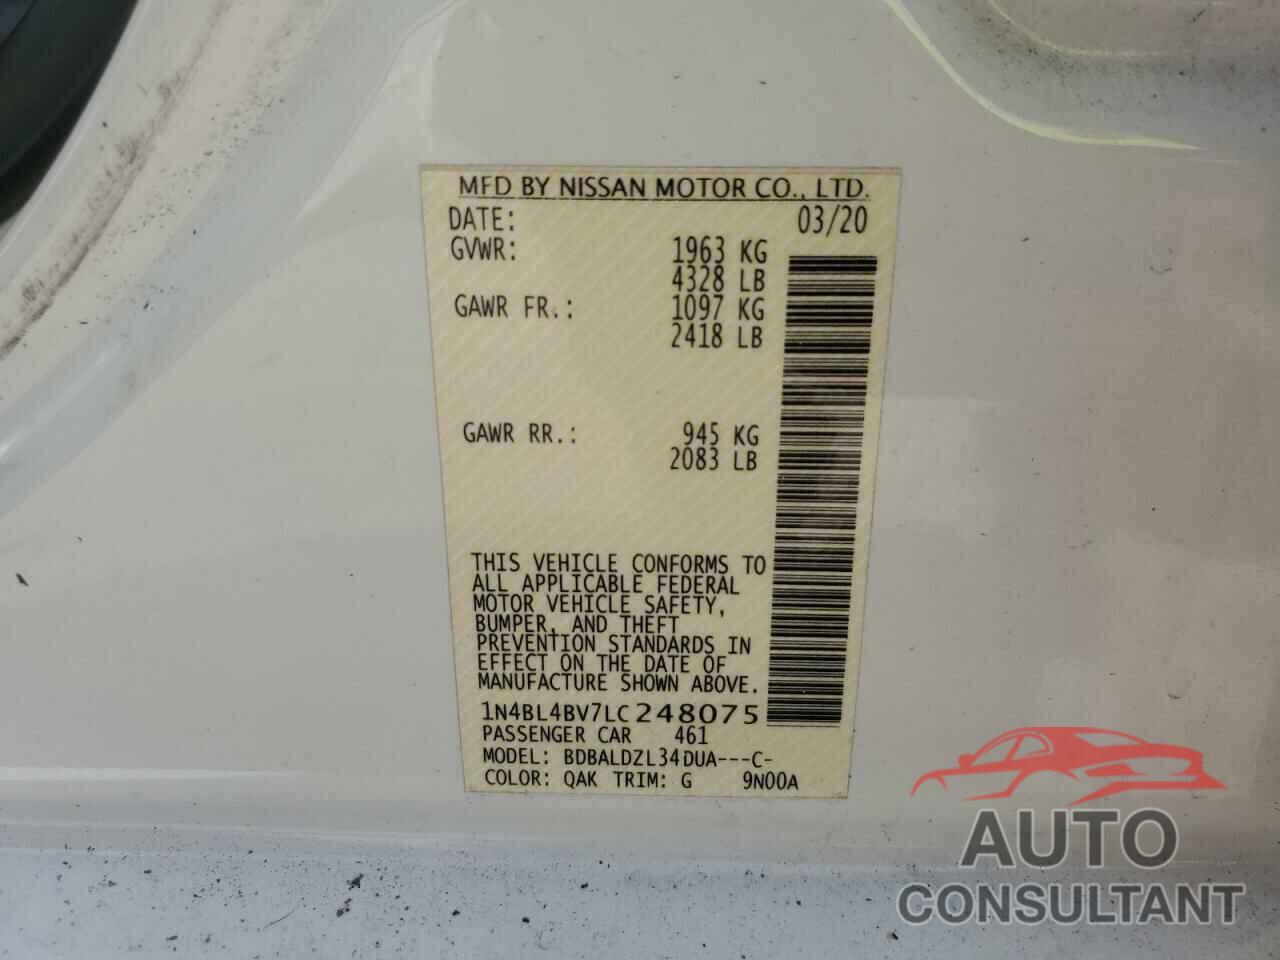 MFD BY NISSAN MOTOR CO., LTD.
DATE: 03/20
GVWR: 1963 KG
4328 LB
GAWR FR.: 1097 KG
2418 LB
GAWR RR.: 945 KG
2083 LB
THIS VEHICLE CONFORMS TO
ALL APPLICABLE FEDERAL
MOTOR VEHICLE SAFETY,
BUMPER, AND THEFT
PREVENTION STANDARDS IN
EFFECT ON THE DATE OF
MANUFACTURE SHOWN ABOVE.
1N4BL4BV7LC248075
PASSENGER CAR 461
MODEL: BDBALDZL34DUA---C-
COLOR: QAK TRIM: G 9N00A
AUTO
CONSULTANT